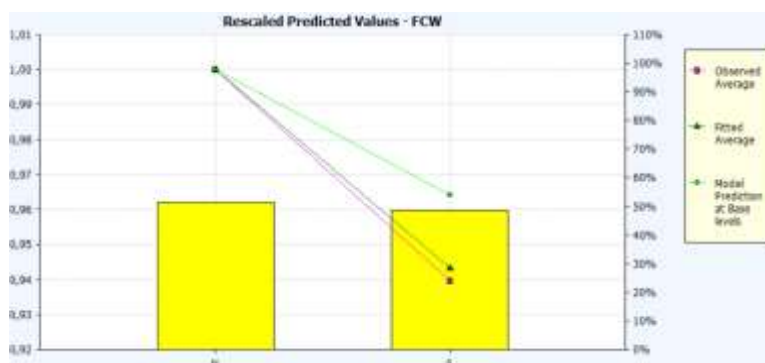 Rescaled Predicted Values - FCW
1,01
1,00
0,99
0,98
0,97
0,96
0,95
0,94
0,93
0,92
110%
100%
90%
80%
70%
60%
50%
40%
30%
20%
10%
0%
Observed
Average
Fitted
Average
Model
Prediction
at Base
levels